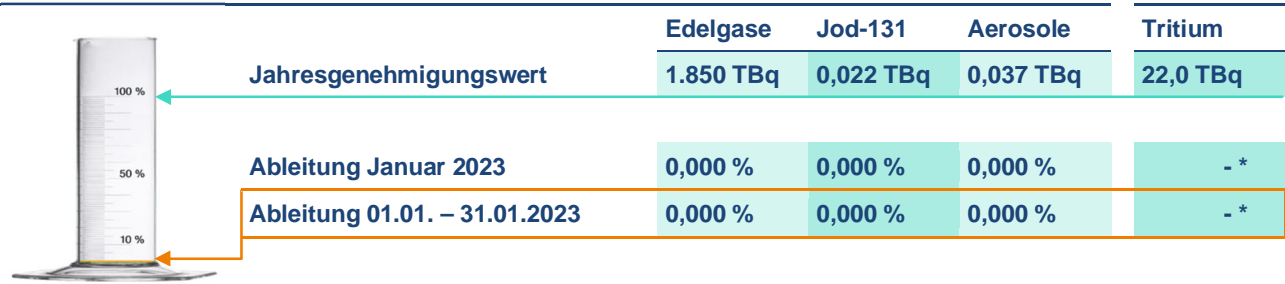 Edelgase Jod-131 Aerosole Tritium
Jahresgenehmigungswert 1.850 TBq 0,022 TBq 0,037 TBq 22,0 TBq
100 %
Ableitung Januar 2023 0,000 % 0,000 % 0,000 % - *
50 %
Ableitung 01.01. – 31.01.2023 0,000 % 0,000 % 0,000 % - *
10 %